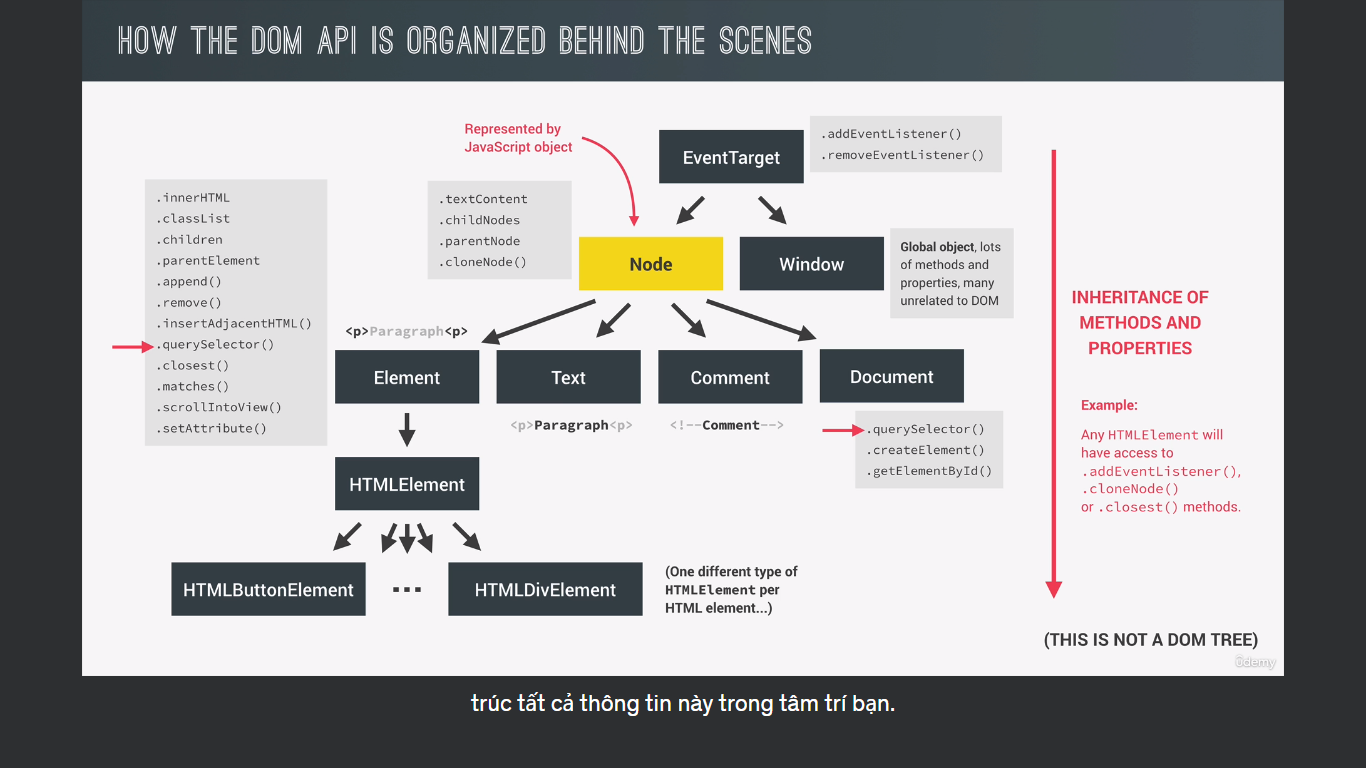 HOW THE DOM API IS ORGANIZED BEHIND THE SCENES
Represented by
JavaScript object
EventTarget
.addEventListener()
.removeEventListener()
.innerHTML
.classList
.children
.parentElement
.append()
.remove()
.insertAdjacentHTML()
.querySelector()
.closest()
.matches()
.scrollIntoView()
.setAttribute()
.textContent
.childNodes
.parentNode
.cloneNode()
Node
Window
Global object, lots
of methods and
properties, many
unrelated to DOM
INHERITANCE OF
METHODS AND
PROPERTIES
<p>Paragraph<p>
Element
Text
Comment
Document
<p>Paragraph<p>
<!--Comment-->
.querySelector()
.createElement()
.getElementById()
Example:
Any HTMLElement will
have access to
.addEventListener(),
.cloneNode()
or .closest() methods.
HTMLElement
HTMLButtonElement
...
HTMLDivElement
(One different type of
HTMLElement per
HTML element...)
(THIS IS NOT A DOM TREE)
ûdemy
trúc tất cả thông tin này trong tâm trí bạn.